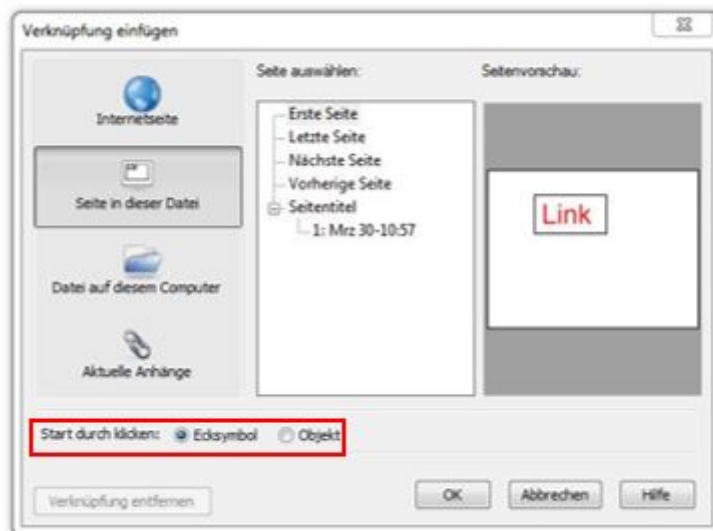 Verknüpfung einfügen
Internetseite
Seite in dieser Datei
Datei auf diesem Computer
Aktuelle Anhänge
Seite auswählen:
Erste Seite
Letzte Seite
Nächste Seite
Vorherige Seite
Seitentitel
1: Mrz 30-10:57
Seitenvorschau:
Link
Start durch klicken: Ecksymbol Objekt
Verknüpfung entfernen OK Abbrechen Hilfe